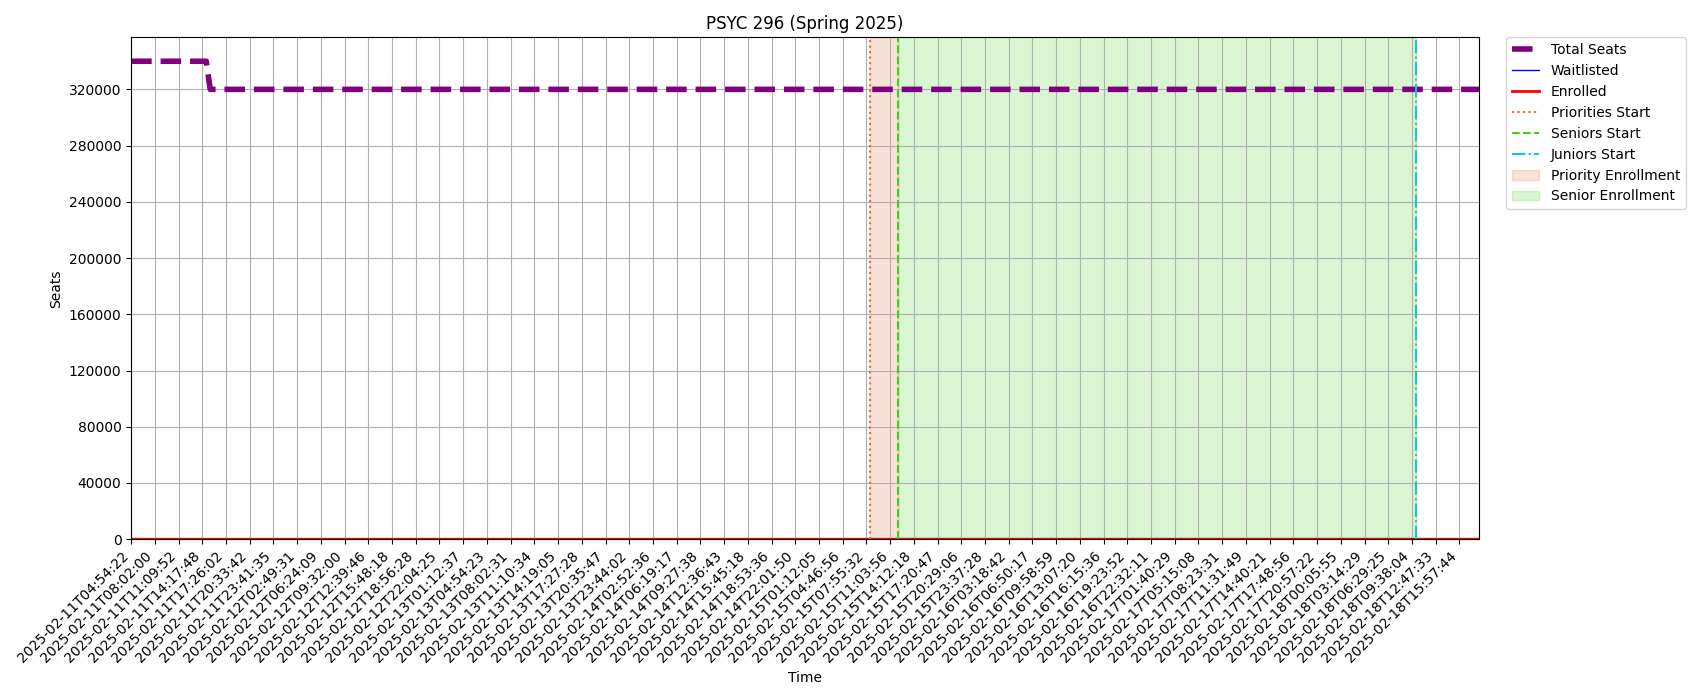 PSYC 296 (Spring 2025)
Total Seats
Waitlisted
Enrolled
Priorities Start
Seniors Start
Juniors Start
Priority Enrollment
Senior Enrollment
Seats
320000
280000
240000
200000
160000
120000
80000
40000
0
2025-02-11T04:54:22
2025-02-11T08:02:00
2025-02-11T11:09:52
2025-02-11T14:17:48
2025-02-11T17:26:02
2025-02-11T20:33:42
2025-02-11T23:41:35
2025-02-12T02:49:31
2025-02-12T06:24:09
2025-02-12T09:32:00
2025-02-12T12:39:46
2025-02-12T15:48:18
2025-02-12T18:56:28
2025-02-12T22:04:25
2025-02-13T01:12:37
2025-02-13T04:54:23
2025-02-13T08:02:31
2025-02-13T11:10:34
2025-02-13T14:19:05
2025-02-13T17:27:28
2025-02-13T20:35:47
2025-02-13T23:44:02
2025-02-14T02:52:36
2025-02-14T06:19:17
2025-02-14T09:27:38
2025-02-14T12:36:43
2025-02-14T15:45:18
2025-02-14T18:53:36
2025-02-14T22:01:50
2025-02-15T01:12:05
2025-02-15T04:46:56
2025-02-15T07:55:32
2025-02-15T11:03:56
2025-02-15T14:12:18
2025-02-15T17:20:47
2025-02-15T20:29:06
2025-02-15T23:37:28
2025-02-16T03:18:42
2025-02-16T06:50:17
2025-02-16T09:58:59
2025-02-16T13:07:20
2025-02-16T16:15:36
2025-02-16T19:23:52
2025-02-16T22:32:11
2025-02-17T01:40:29
2025-02-17T05:15:08
2025-02-17T08:23:31
2025-02-17T11:31:49
2025-02-17T14:40:21
2025-02-17T17:48:56
2025-02-17T20:57:22
2025-02-18T00:05:55
2025-02-18T03:14:29
2025-02-18T06:29:25
2025-02-18T09:38:04
2025-02-18T12:47:33
2025-02-18T15:57:44
Time